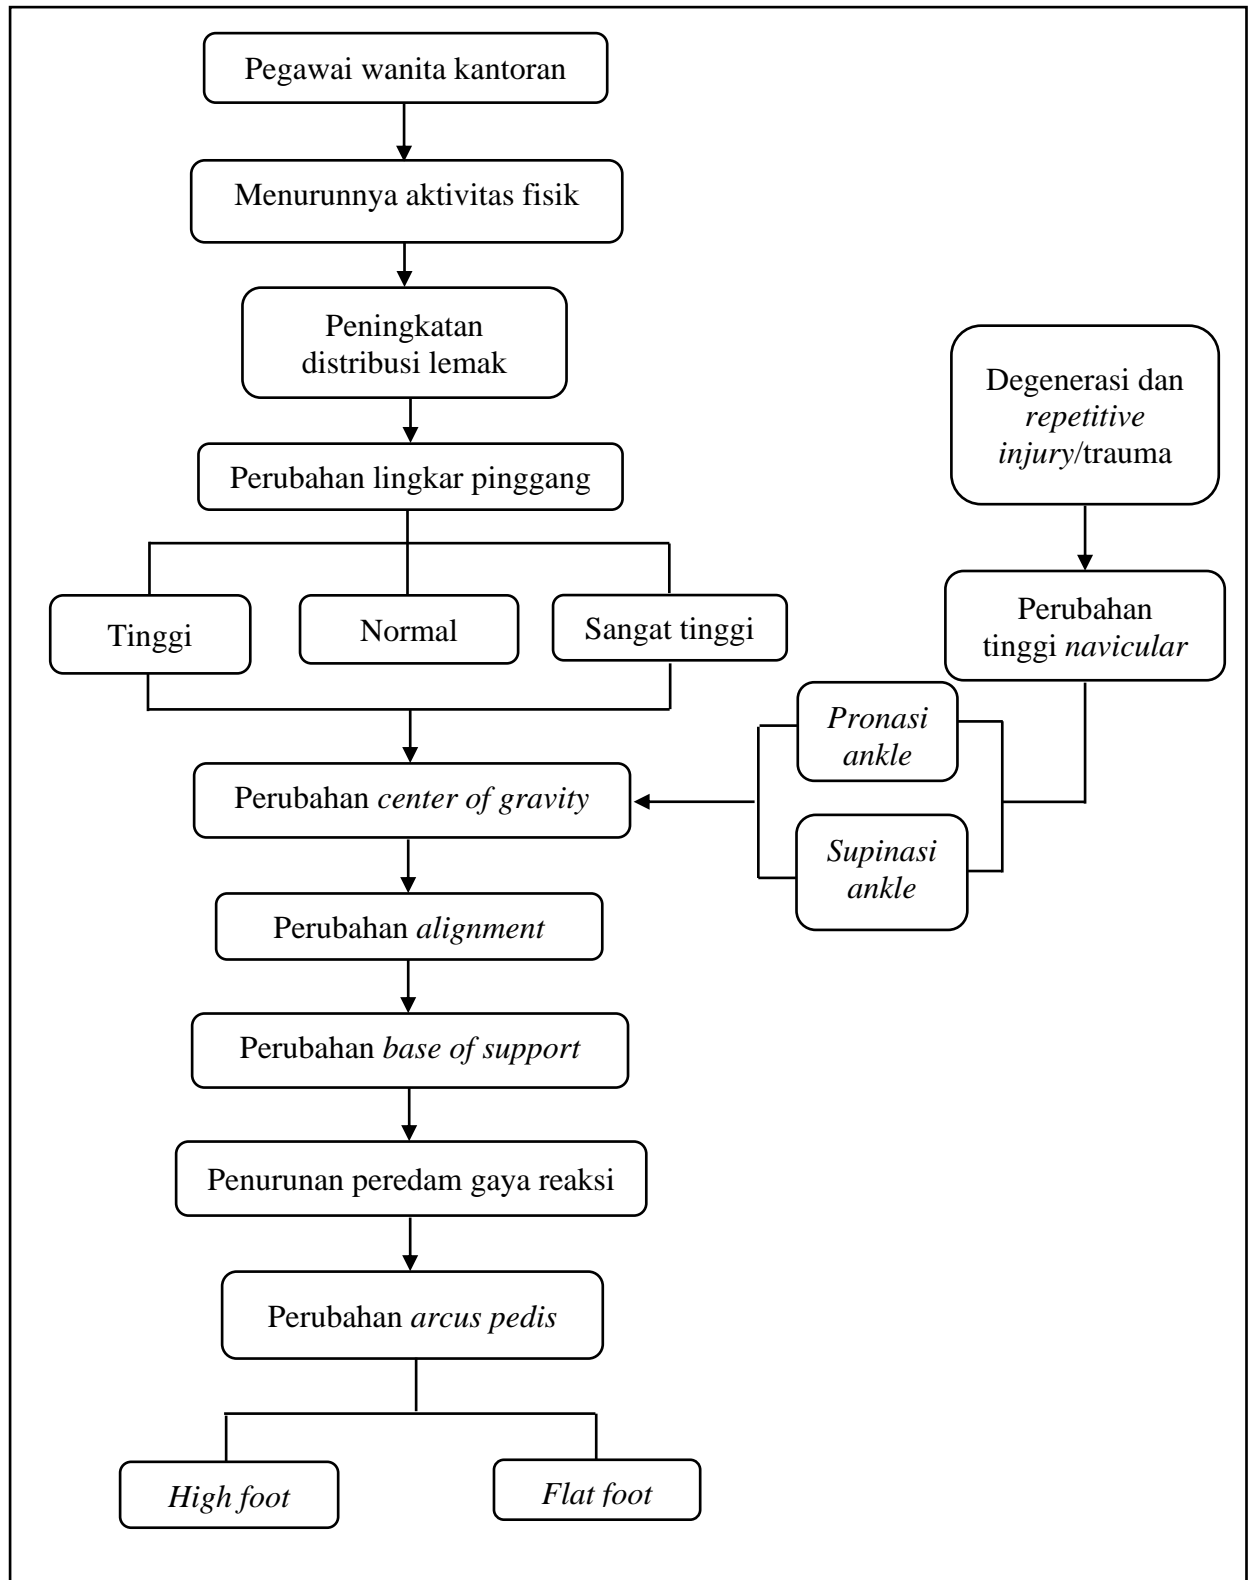 Pegawai wanita kantoran
Menurunnya aktivitas fisik
Peningkatan
distribusi lemak
Perubahan lingkar pinggang
Tinggi
Normal
Sangat tinggi
Degenerasi dan
repetitive
injury/trauma
Perubahan
tinggi navicular
Pronasi
ankle
Supinasi
ankle
Perubahan center of gravity
Perubahan alignment
Perubahan base of support
Penurunan peredam gaya reaksi
Perubahan arcus pedis
High foot
Flat foot